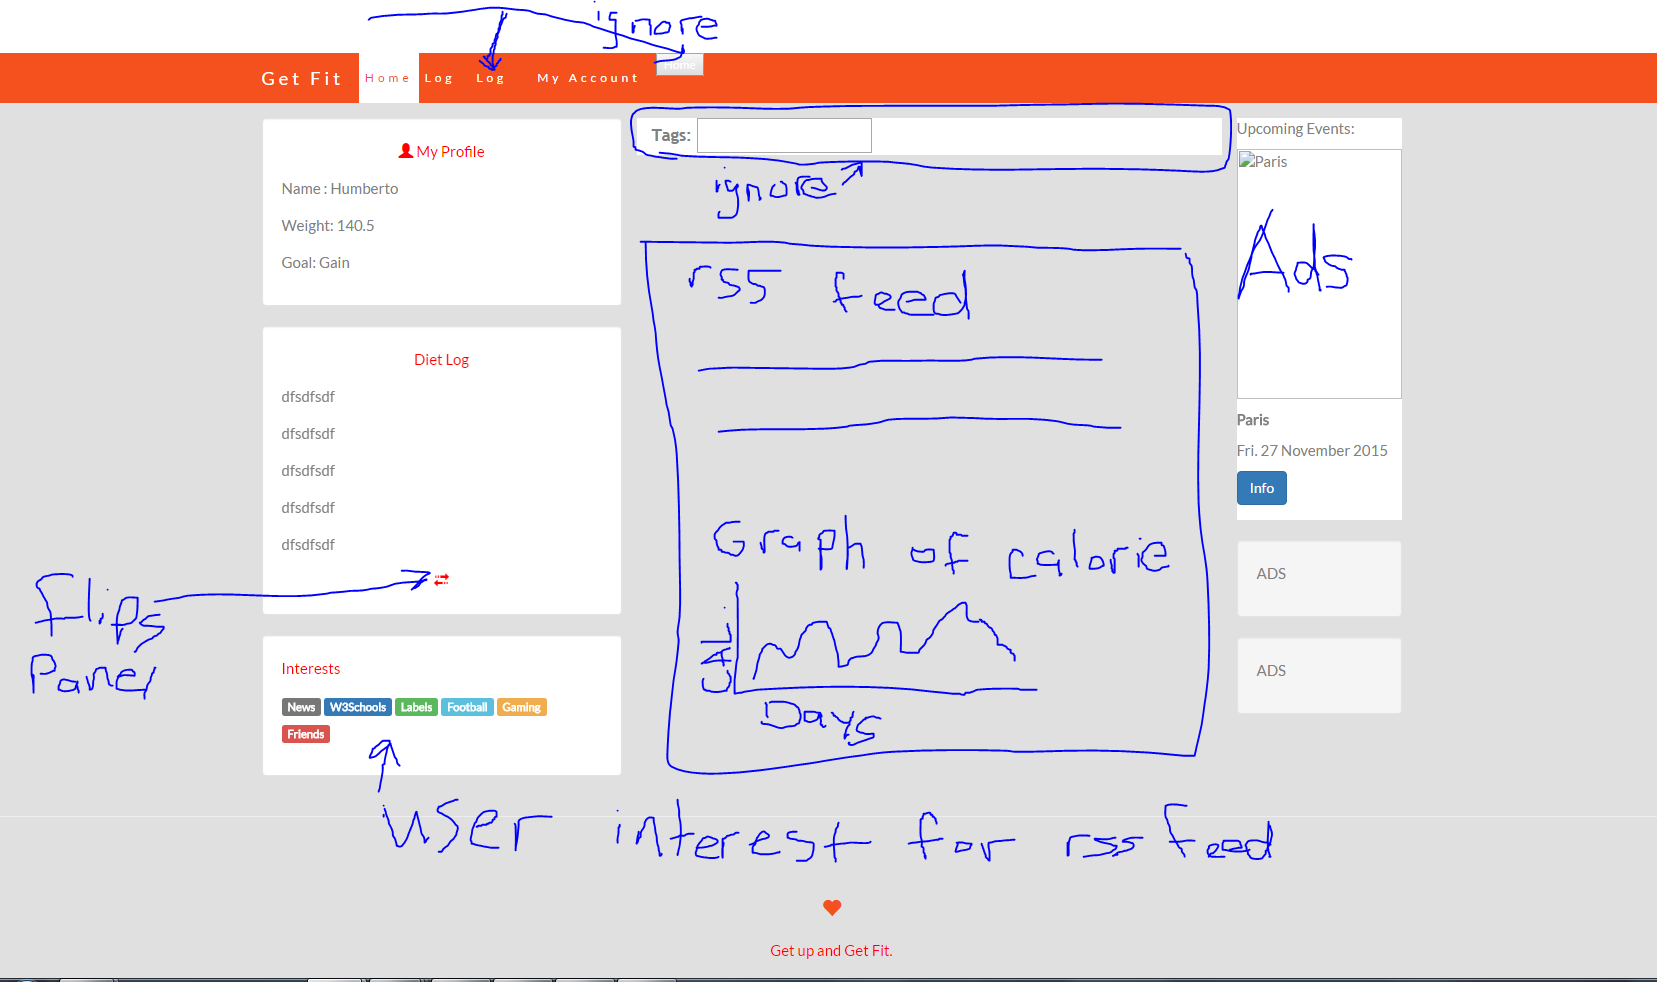 ignore
Get Fit Home Log Log My Account Home
My Profile
Name : Humberto
Weight: 140.5
Goal: Gain
Diet Log
dfsdfsdf
dfsdfsdf
dfsdfsdf
dfsdfsdf
dfsdfsdf
flips
Panel
Interests
News W3Schools Labels Football Gaming
Friends
Tags:
ignore
rss feed
Graph of calorie
Cal.
Days
user interest for rss feed
Upcoming Events:
Paris
Ads
Paris
Fri. 27 November 2015
Info
ADS
ADS
Get up and Get Fit.